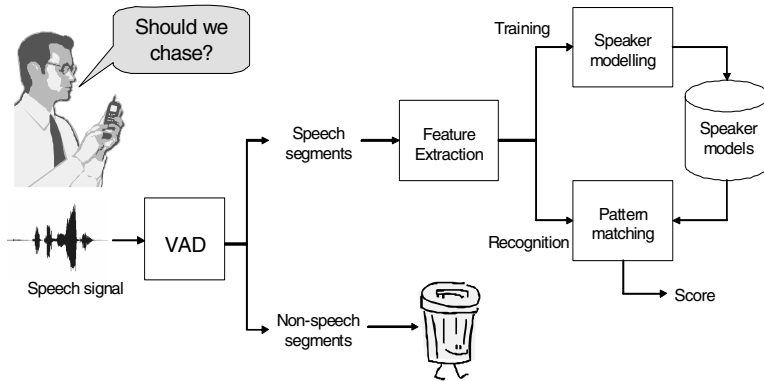 Should we
chase?
Training
Speaker
modelling
Speech
segments
Feature
Extraction
Speaker
models
VAD
Recognition
Pattern
matching
Speech signal
Score
Non-speech
segments